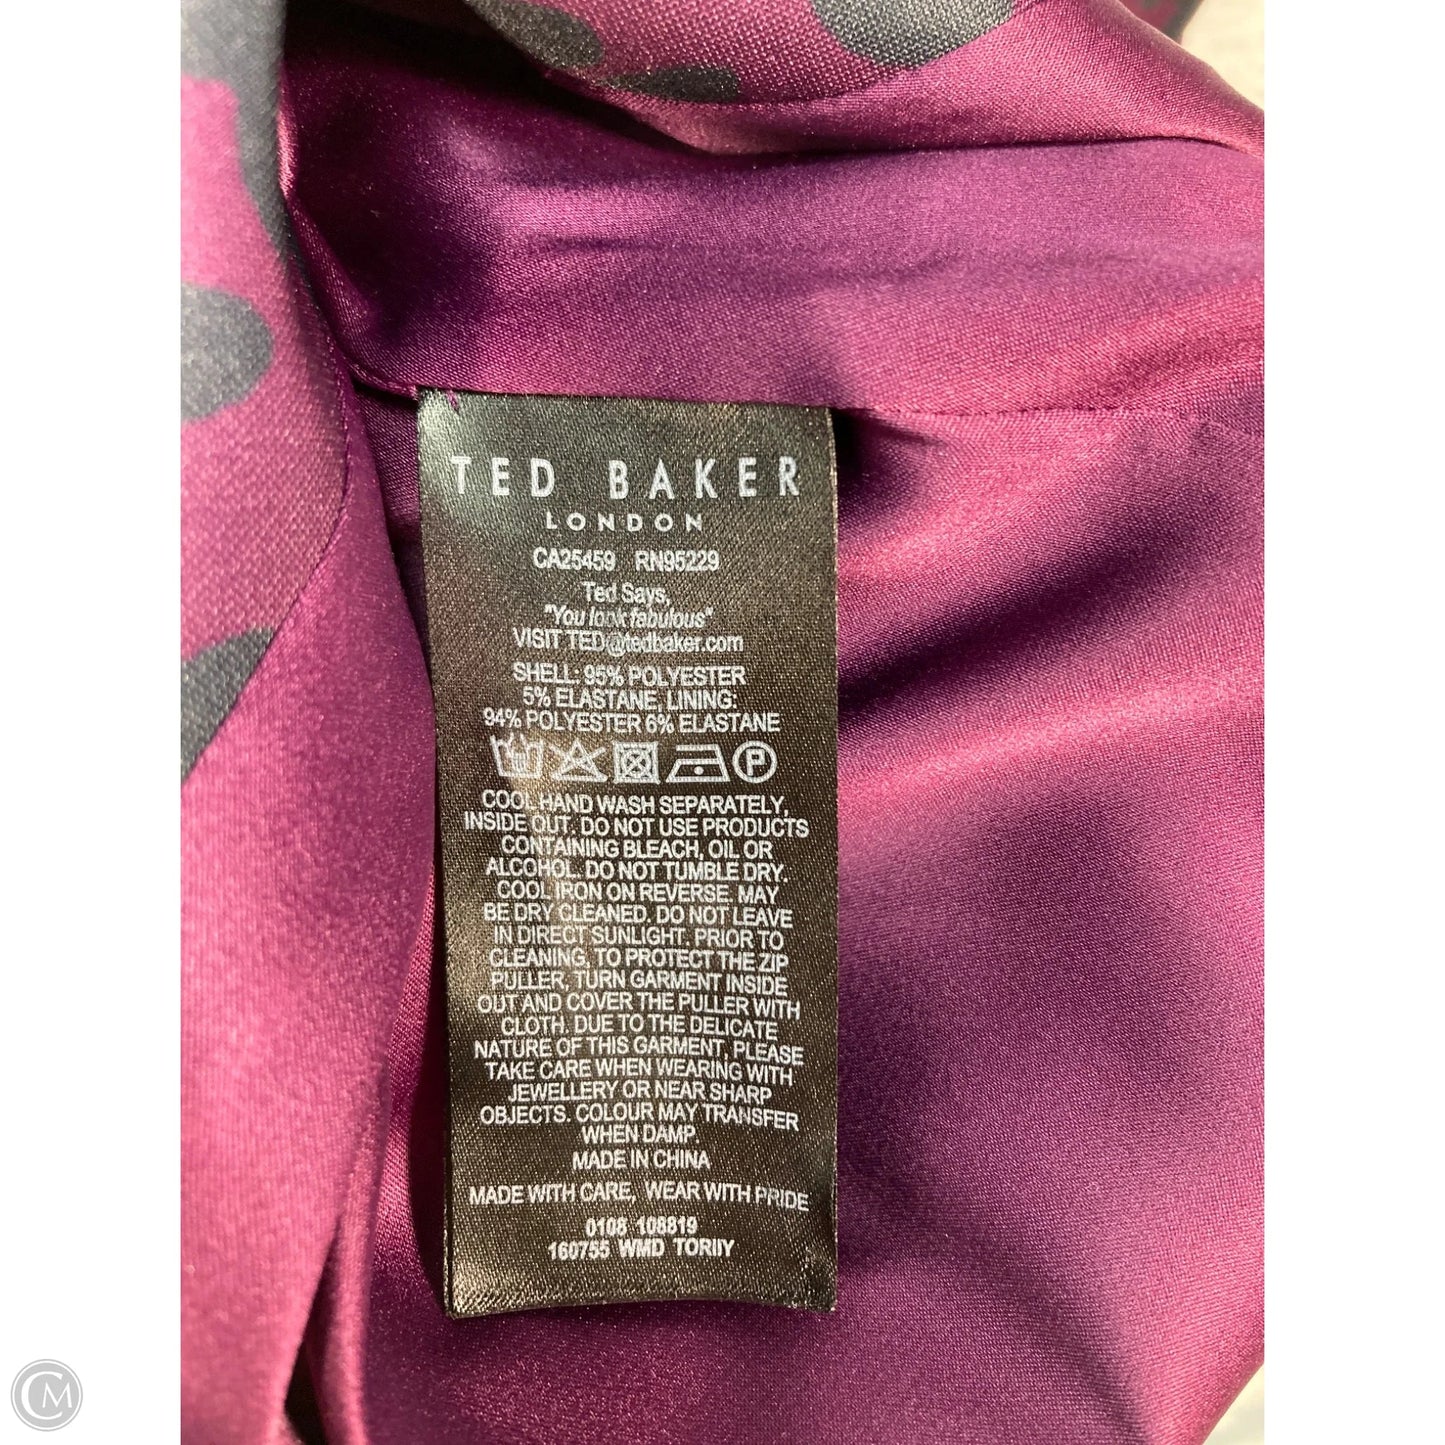 TED BAKER
LONDON
CA25459 RN95229
Ted Says,
"You look fabulous"
VISIT TED@tedbaker.com
SHELL: 95% POLYESTER
5% ELASTANE, LINING:
94% POLYESTER 6% ELASTANE
P
COOL HAND WASH SEPARATELY,
INSIDE OUT. DO NOT USE PRODUCTS
CONTAINING BLEACH, OIL OR
ALCOHOL. DO NOT TUMBLE DRY.
COOL IRON ON REVERSE. MAY
BE DRY CLEANED. DO NOT LEAVE
IN DIRECT SUNLIGHT. PRIOR TO
CLEANING, TO PROTECT THE ZIP
PULLER, TURN GARMENT INSIDE
OUT AND COVER THE PULLER WITH
CLOTH. DUE TO THE DELICATE
NATURE OF THIS GARMENT, PLEASE
TAKE CARE WHEN WEARING WITH
JEWELLERY OR NEAR SHARP
OBJECTS. COLOUR MAY TRANSFER
WHEN DAMP.
MADE IN CHINA
MADE WITH CARE, WEAR WITH PRIDE
0108 108819
160755 WMD TORIIY
CM